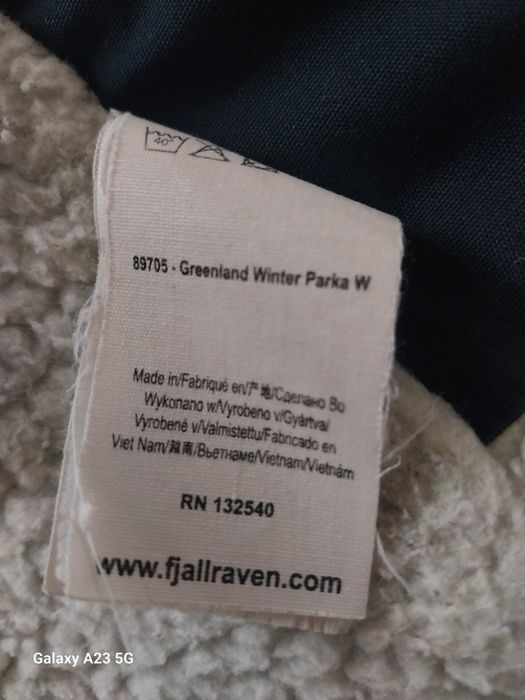 40°
89705 - Greenland Winter Parka W
Made in/Fabriqué en/产地/Сделано Во
Wykonano w/Vyrobeno v/Gyártva/
Vyrobené v/Valmistettu/Fabricado en
Viet Nam/越南/Вьетнаме/Vietnam/Vietnám
RN 132540
www.fjallraven.com
Galaxy A23 5G